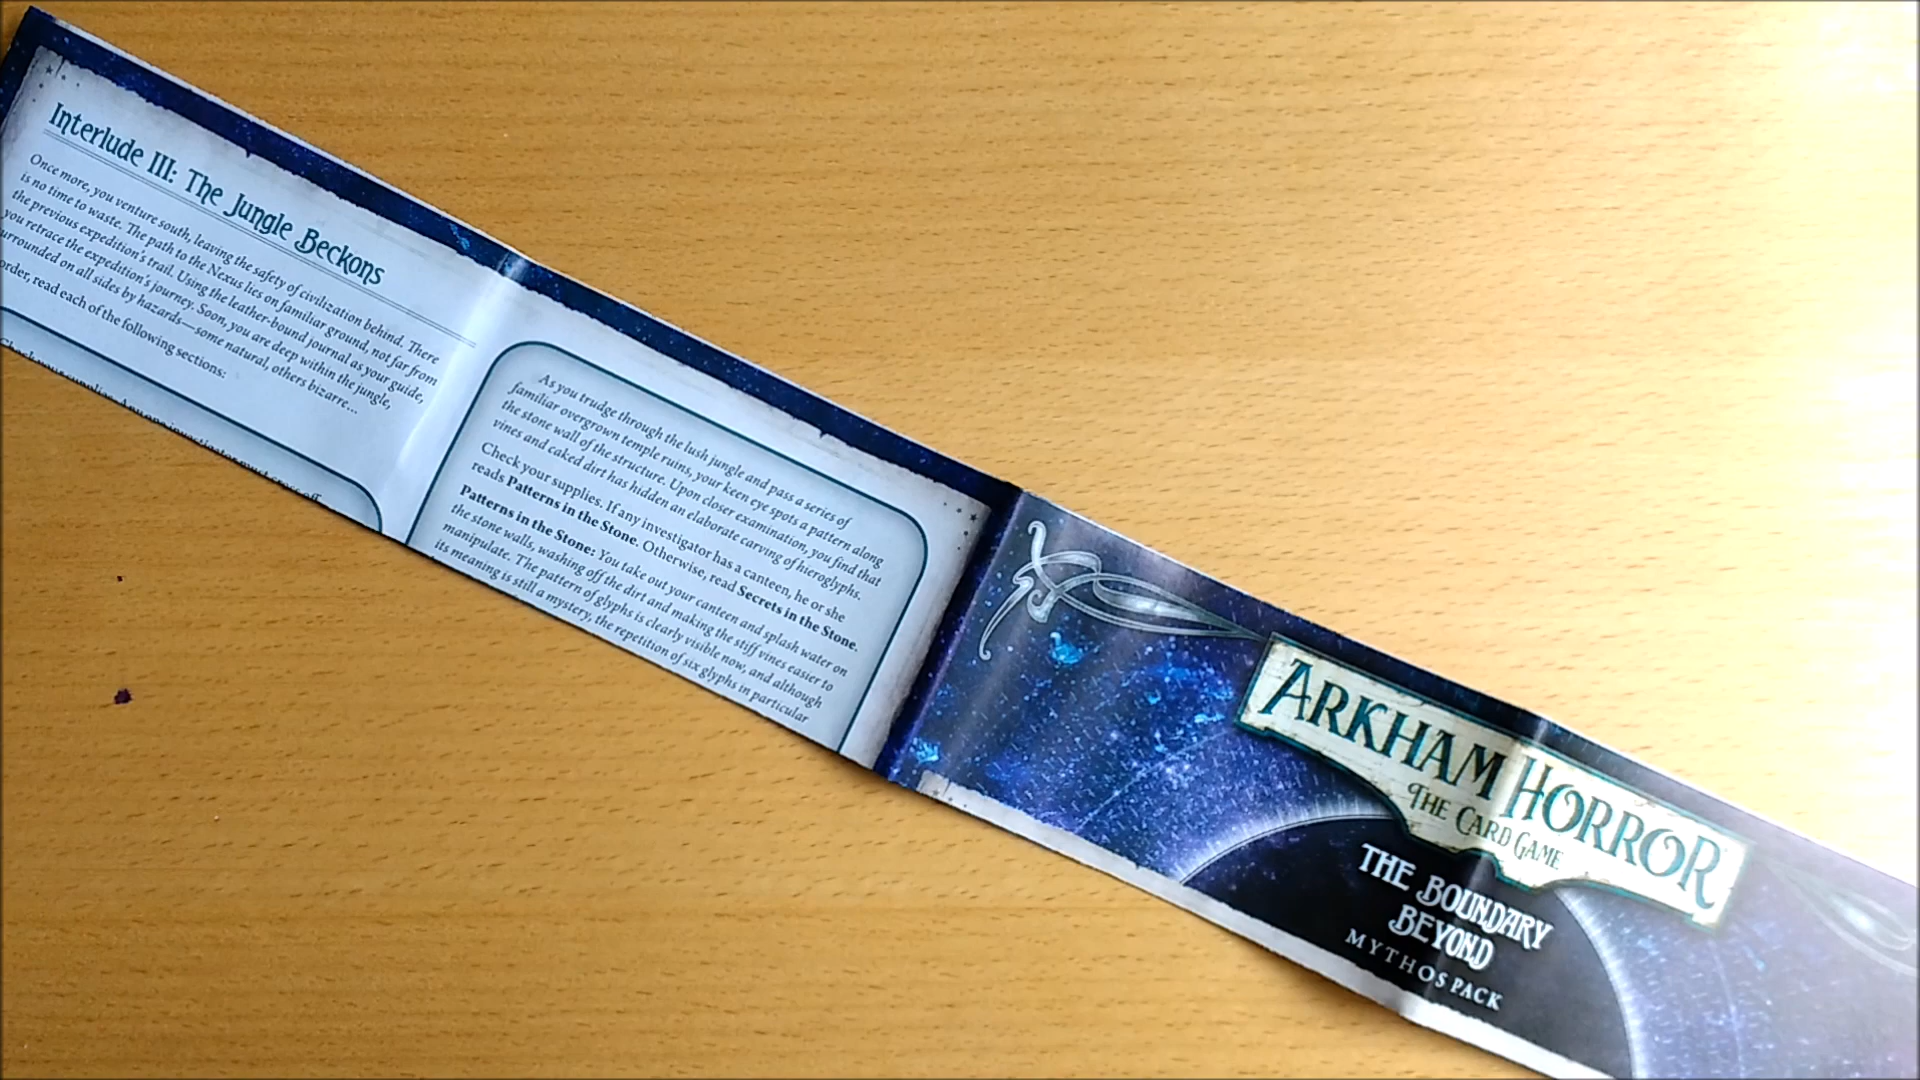 Interlude III: The Jungle Beckons
Once more, you venture south, leaving the safety of civilization behind. There
is no time to waste. The path to the Nexus lies on familiar ground, not far from
the previous expedition's trail. Using the leather-bound journal as your guide,
you retrace the expedition's journey. Soon, you are deep within the jungle,
surrounded on all sides by hazards—some natural, others bizarre...
order, read each of the following sections:
Check your supplies. Any one investigator must cross off
As you trudge through the lush jungle and pass a series of
familiar overgrown temple ruins, your keen eye spots a pattern along
the stone wall of the structure. Upon closer examination, you find that
vines and caked dirt has hidden an elaborate carving of hieroglyphs.
Check your supplies. If any investigator has a canteen, he or she
reads Patterns in the Stone. Otherwise, read Secrets in the Stone.
Patterns in the Stone: You take out your canteen and splash water on
the stone walls, washing off the dirt and making the stiff vines easier to
manipulate. The pattern of glyphs is clearly visible now, and although
its meaning is still a mystery, the repetition of six glyphs in particular
ARKHAM HORROR
THE CARD GAME
THE BOUNDARY
BEYOND
MYTHOS PACK